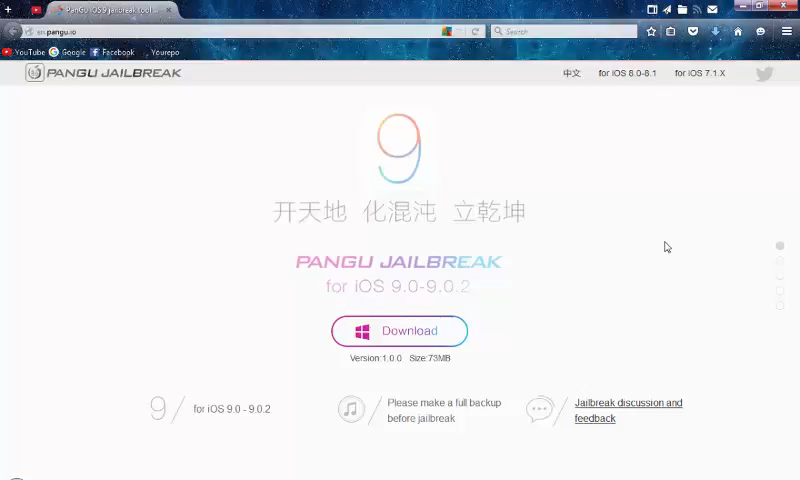 PanGu iOS 9 jailbreak tool ...
en.pangu.io
Search
YouTube Google Facebopk Yourepo
PANGU JAILBREAK
中文 for iOS 8.0-8.1 for iOS 7.1.X
9
开天地 化混沌 立乾坤
PANGU JAILBREAK
for iOS 9.0-9.0.2
Download
Version:1.0.0 Size:73MB
9 for iOS 9.0 - 9.0.2
Please make a full backup
before jailbreak
Jailbreak discussion and
feedback